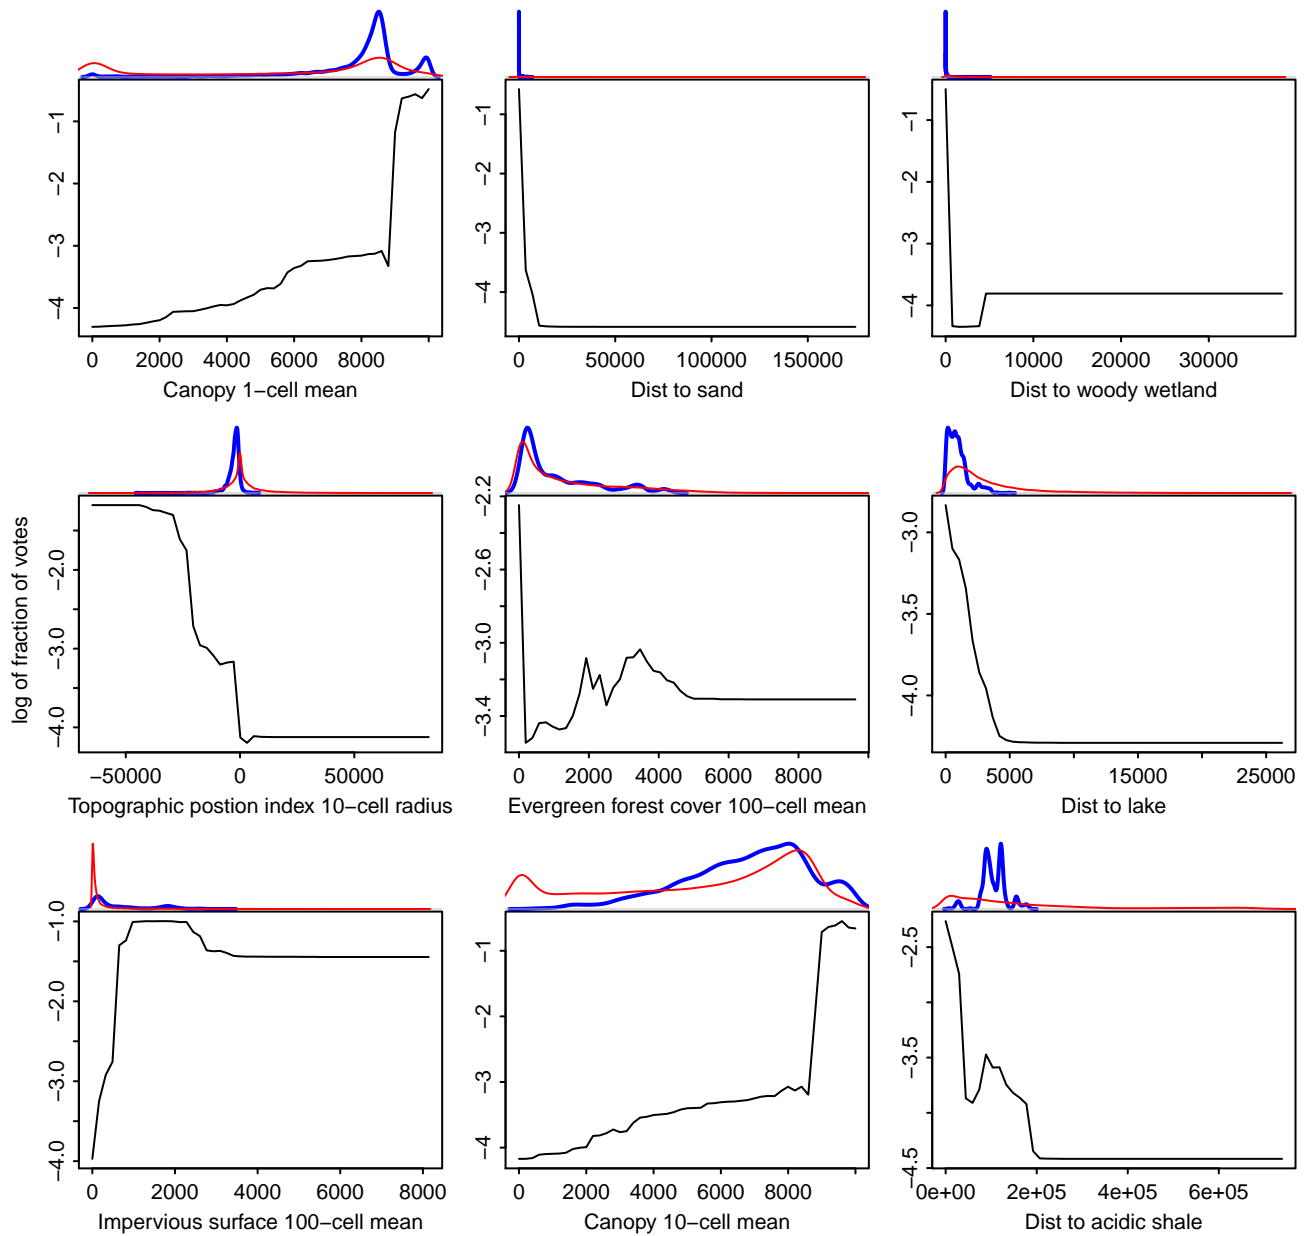 −1
−2
−3
−4
0 2000 4000 6000 8000
Canopy 1−cell mean
−1
−2
−3
−4
0 50000 100000 150000
Dist to sand
−1
−2
−3
−4
0 10000 20000 30000
Dist to woody wetland
log of fraction of votes
−2.0
−3.0
−4.0
−50000 0 50000
Topographic postion index 10−cell radius
−2.2
−2.6
−3.0
−3.4
0 2000 4000 6000 8000
Evergreen forest cover 100−cell mean
−3.0
−3.5
−4.0
0 5000 15000 25000
Dist to lake
−1.0
−2.0
−3.0
−4.0
0 2000 4000 6000 8000
Impervious surface 100−cell mean
−1
−2
−3
−4
0 2000 4000 6000 8000
Canopy 10−cell mean
−2.5
−3.5
−4.5
0e+00 2e+05 4e+05 6e+05
Dist to acidic shale